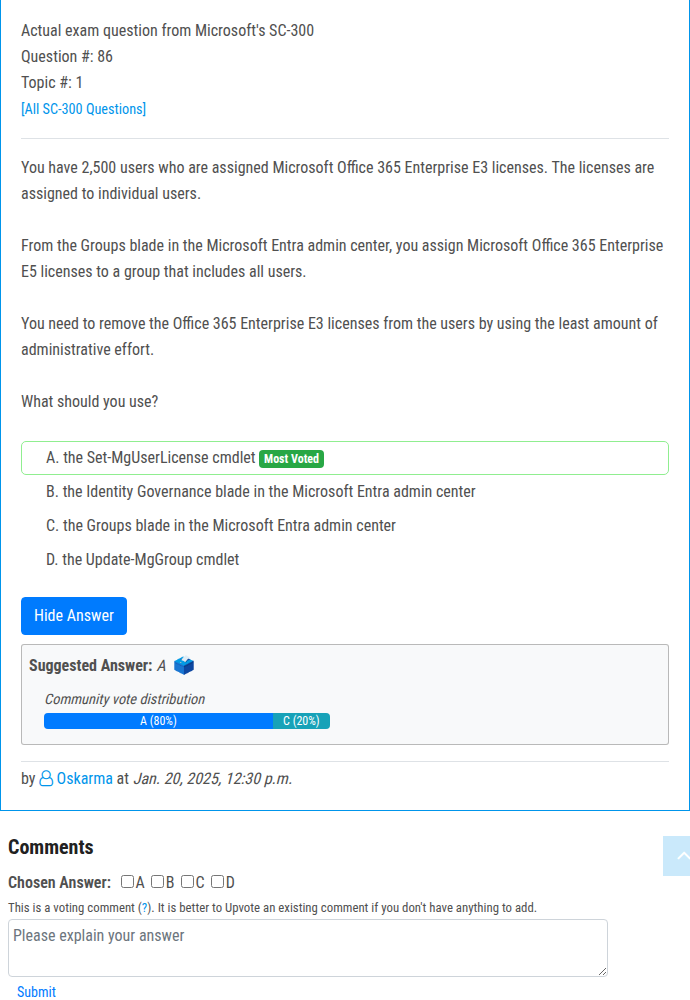 Actual exam question from Microsoft's SC-300
Question #: 86
Topic #: 1
[All SC-300 Questions]
You have 2,500 users who are assigned Microsoft Office 365 Enterprise E3 licenses. The licenses are
assigned to individual users.
From the Groups blade in the Microsoft Entra admin center, you assign Microsoft Office 365 Enterprise
E5 licenses to a group that includes all users.
You need to remove the Office 365 Enterprise E3 licenses from the users by using the least amount of
administrative effort.
What should you use?
A. the Set-MgUserLicense cmdlet Most Voted
B. the Identity Governance blade in the Microsoft Entra admin center
C. the Groups blade in the Microsoft Entra admin center
D. the Update-MgGroup cmdlet
Hide Answer
Suggested Answer: A
Community vote distribution
A (80%) C (20%)
by Oskarma at Jan. 20, 2025, 12:30 p.m.
Comments
Chosen Answer: A B C D
This is a voting comment (?). It is better to Upvote an existing comment if you don't have anything to add.
Please explain your answer
Submit